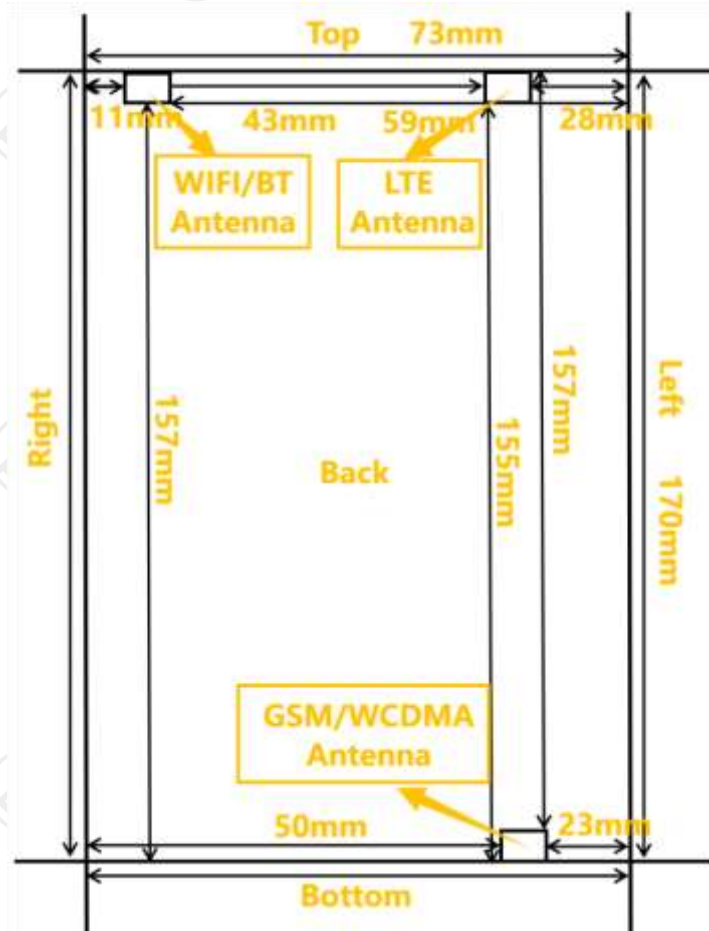 Top 73mm
11mm 43mm 59mm 28mm
WIFI/BT
Antenna
LTE
Antenna
Right
157mm
Back
155mm
157mm
Left 170mm
GSM/WCDMA
Antenna
50mm 23mm
Bottom